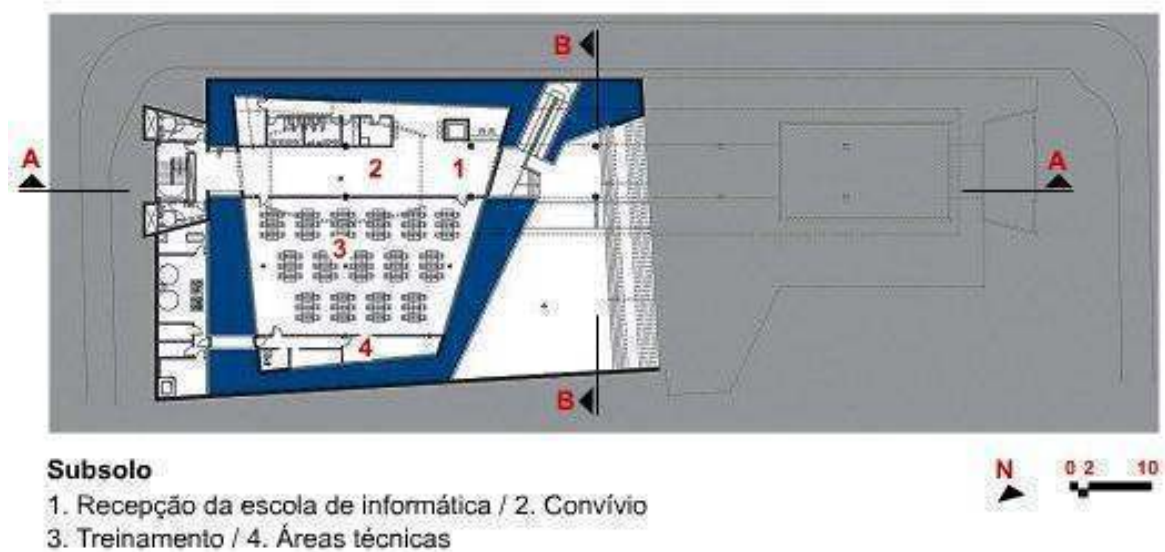 B
A
A
2
1
3
4
B
Subsolo
N
0 2 10
1. Recepção da escola de informática / 2. Convívio
3. Treinamento / 4. Áreas técnicas